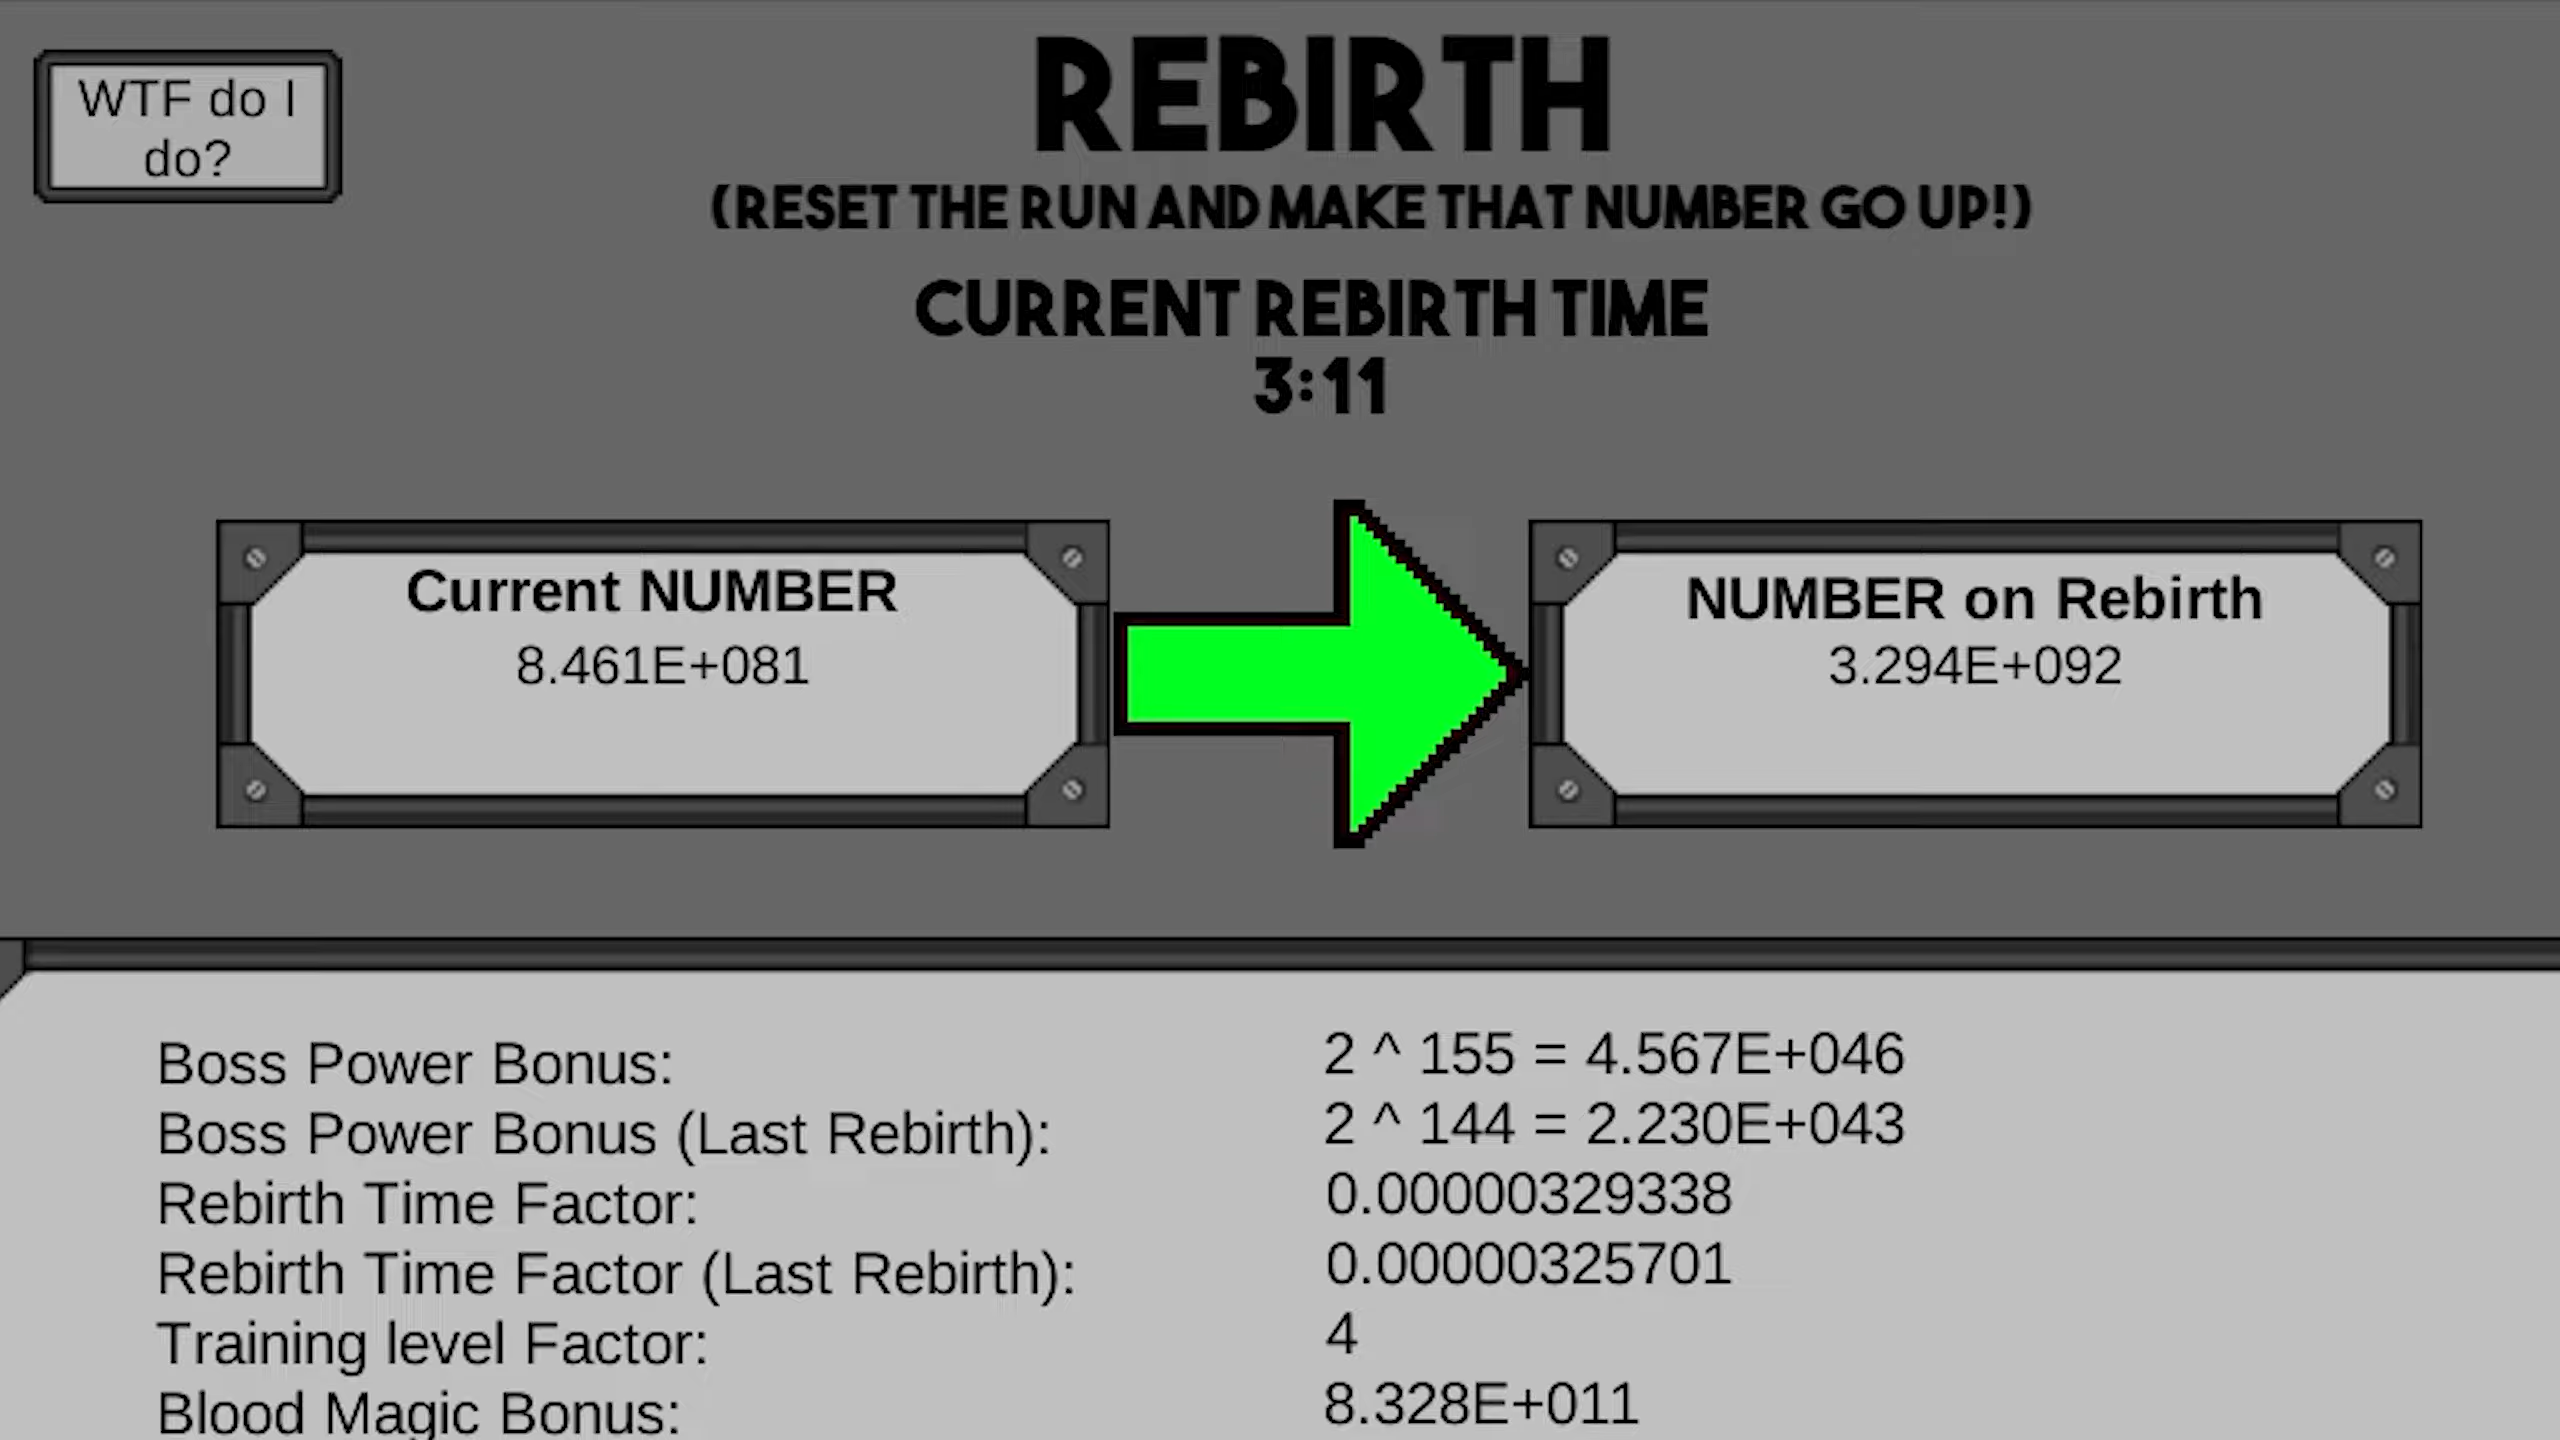 WTF do I
do?
REBIRTH
(RESET THE RUN AND MAKE THAT NUMBER GO UP!)
CURRENT REBIRTH TIME
3:11
Current NUMBER
8.461E+081
NUMBER on Rebirth
3.294E+092
Boss Power Bonus: 2 ^ 155 = 4.567E+046
Boss Power Bonus (Last Rebirth): 2 ^ 144 = 2.230E+043
Rebirth Time Factor: 0.00000329338
Rebirth Time Factor (Last Rebirth): 0.00000325701
Training level Factor: 4
Blood Magic Bonus: 8.328E+011